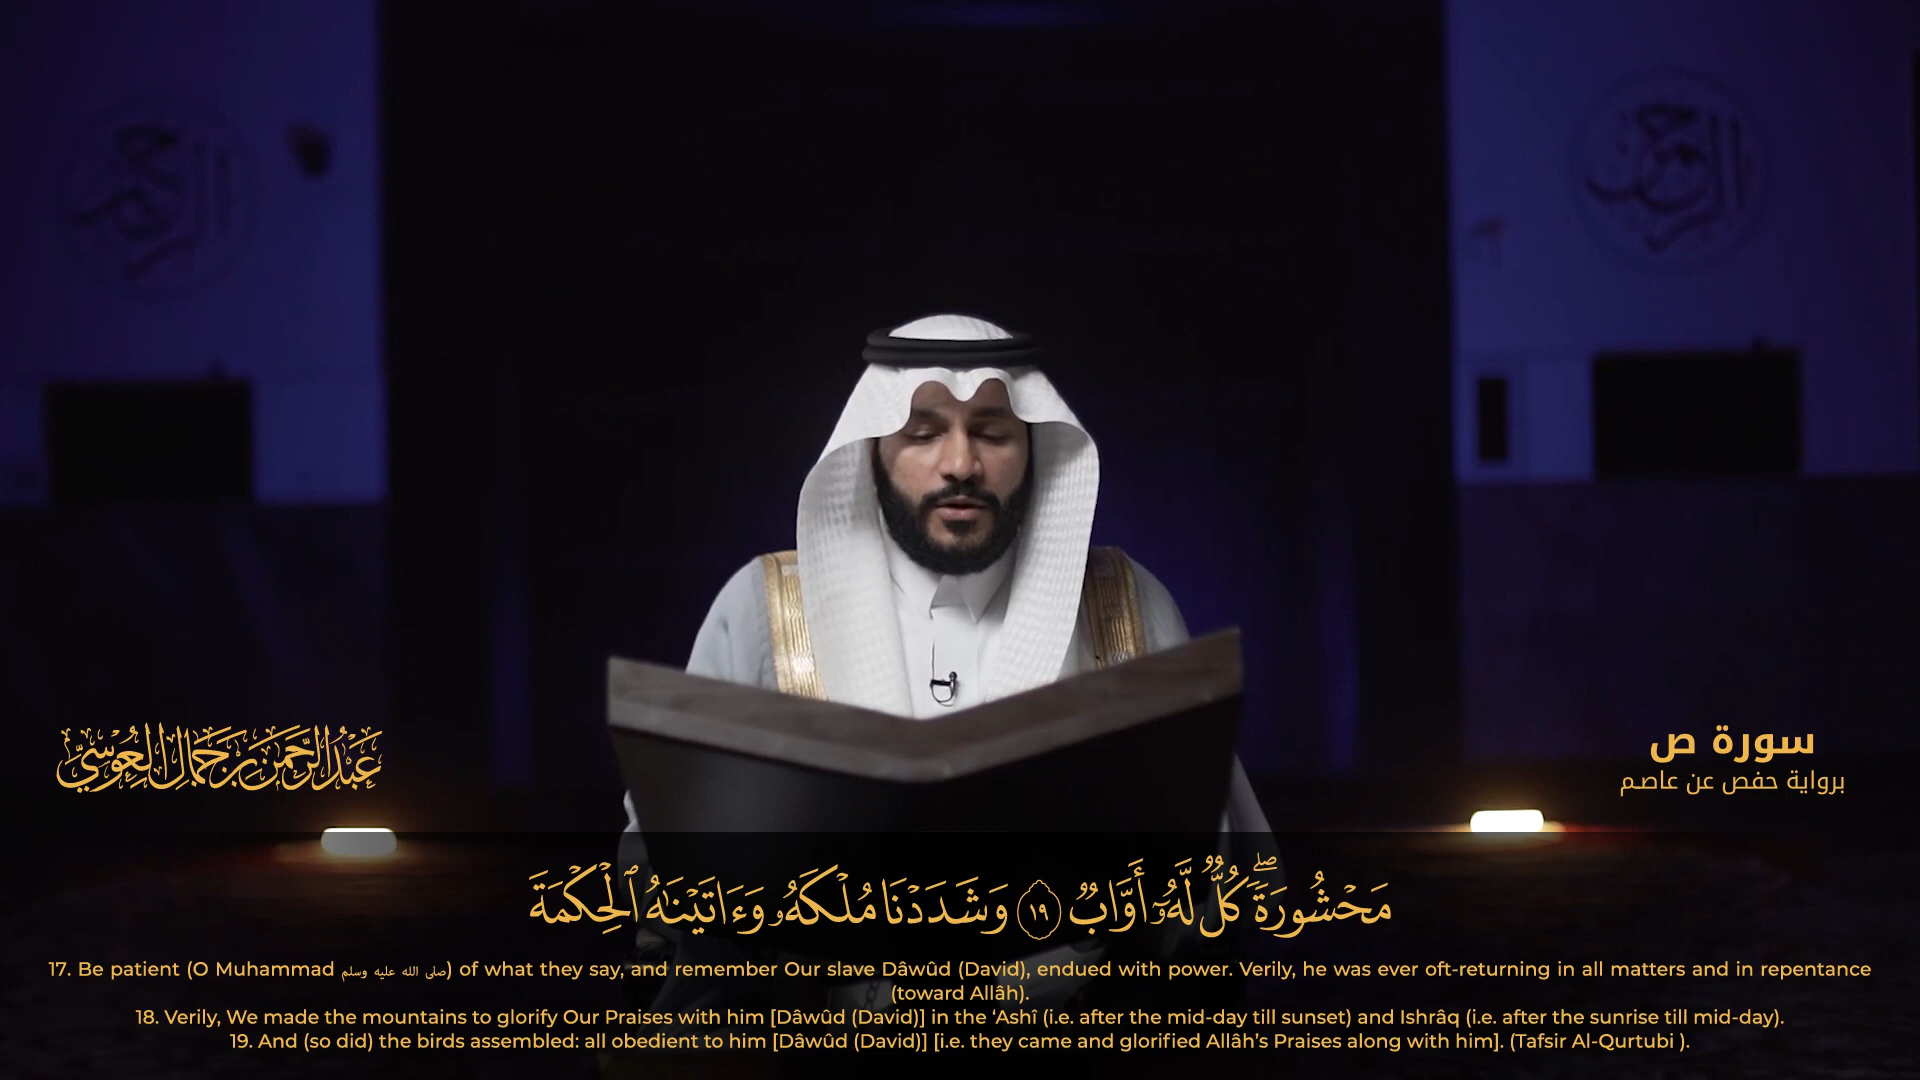 عَبْدُ الرَّحْمَٰن بْن جَمَال العُوسِيّ
سورة ص
برواية حفص عن عاصم
مَحْشُورَةً ۖ كُلٌّ لَّهُۥٓ أَوَّابٌ ١٩ وَشَدَدْنَا مُلْكَهُۥ وَءَاتَيْنَٰهُ ٱلْحِكْمَةَ
17. Be patient (O Muhammad صلى الله عليه وسلم) of what they say, and remember Our slave Dâwûd (David), endued with power. Verily, he was ever oft-returning in all matters and in repentance
(toward Allâh).
18. Verily, We made the mountains to glorify Our Praises with him [Dâwûd (David)] in the ‘Ashî (i.e. after the mid-day till sunset) and Ishrâq (i.e. after the sunrise till mid-day).
19. And (so did) the birds assembled: all obedient to him [Dâwûd (David)] [i.e. they came and glorified Allâh’s Praises along with him]. (Tafsir Al-Qurtubi ).